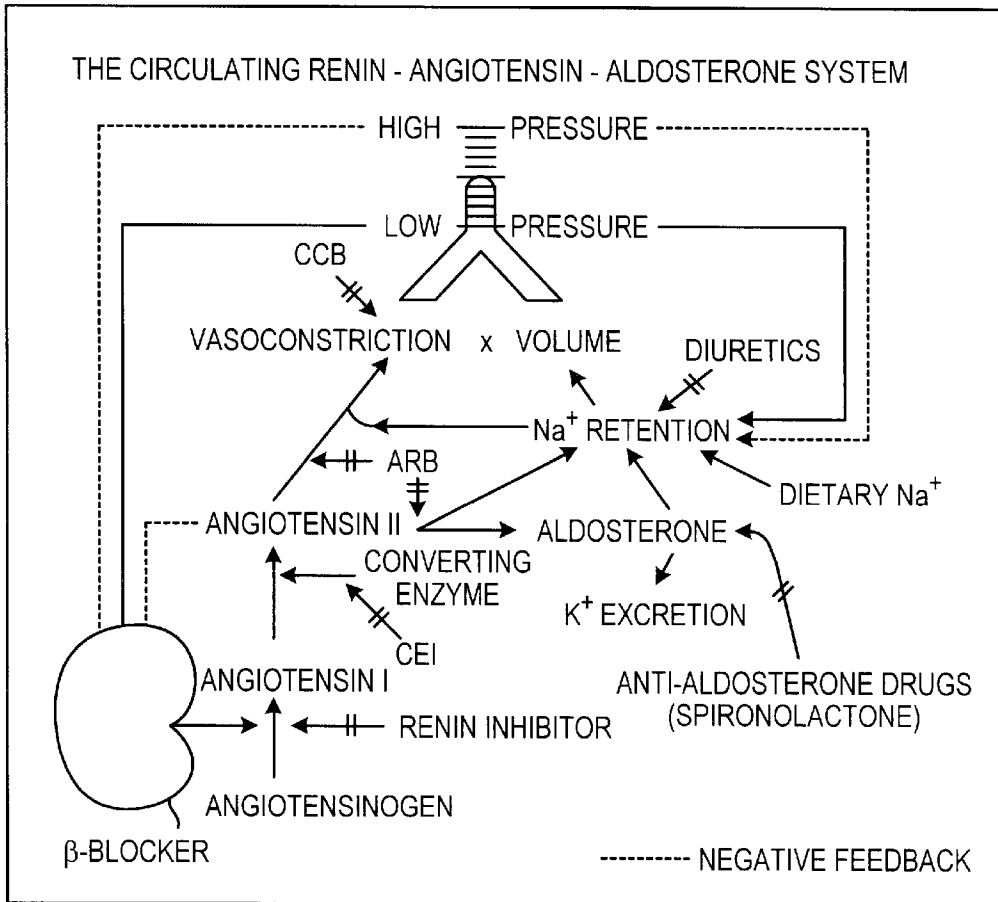 THE CIRCULATING RENIN - ANGIOTENSIN - ALDOSTERONE SYSTEM
HIGH PRESSURE
LOW PRESSURE
CCB
VASOCONSTRICTION x VOLUME
DIURETICS
Na+ RETENTION
ARB
DIETARY Na+
ANGIOTENSIN II
ALDOSTERONE
CONVERTING
ENZYME
K+ EXCRETION
CEI
ANGIOTENSIN I
ANTI-ALDOSTERONE DRUGS
(SPIRONOLACTONE)
RENIN INHIBITOR
ANGIOTENSINOGEN
β-BLOCKER
NEGATIVE FEEDBACK